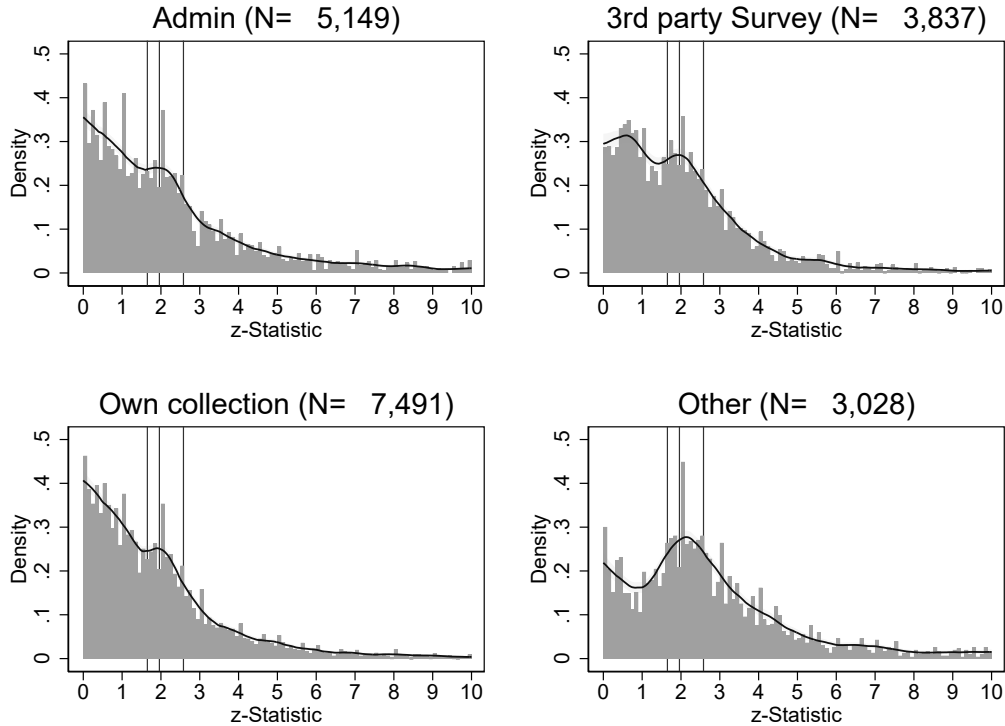 Admin (N= 5,149)
Density
0 .1 .2 .3 .4 .5
0 1 2 3 4 5 6 7 8 9 10
z-Statistic
3rd party Survey (N= 3,837)
Density
0 .1 .2 .3 .4 .5
0 1 2 3 4 5 6 7 8 9 10
z-Statistic
Own collection (N= 7,491)
Density
0 .1 .2 .3 .4 .5
0 1 2 3 4 5 6 7 8 9 10
z-Statistic
Other (N= 3,028)
Density
0 .1 .2 .3 .4 .5
0 1 2 3 4 5 6 7 8 9 10
z-Statistic